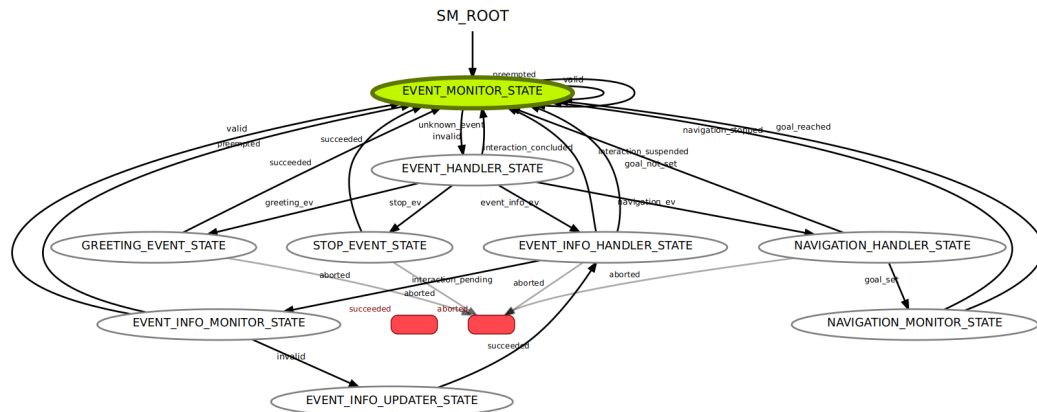 SM_ROOT
preempted
valid
EVENT_MONITOR_STATE
unknown_event
invalid
valid
preempted
succeeded
succeeded
interaction_concluded
interaction_suspended
goal_not_set
navigation_stopped
goal_reached
EVENT_HANDLER_STATE
greeting_ev
stop_ev
event_info_ev
navigation_ev
GREETING_EVENT_STATE
STOP_EVENT_STATE
EVENT_INFO_HANDLER_STATE
NAVIGATION_HANDLER_STATE
aborted
aborted
interaction_pending
aborted
aborted
goal_set
succeeded
aborted
EVENT_INFO_MONITOR_STATE
NAVIGATION_MONITOR_STATE
invalid
succeeded
EVENT_INFO_UPDATER_STATE